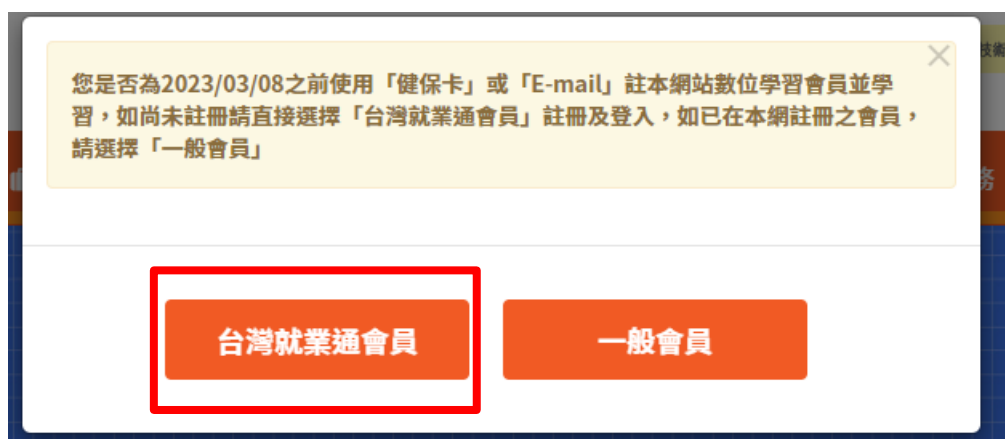 您是否為2023/03/08之前使用「健保卡」或「E-mail」註本網站數位學習會員並學
習，如尚未註冊請直接選擇「台灣就業通會員」註冊及登入，如已在本網註冊之會員，
請選擇「一般會員」
技術
務
台灣就業通會員
一般會員